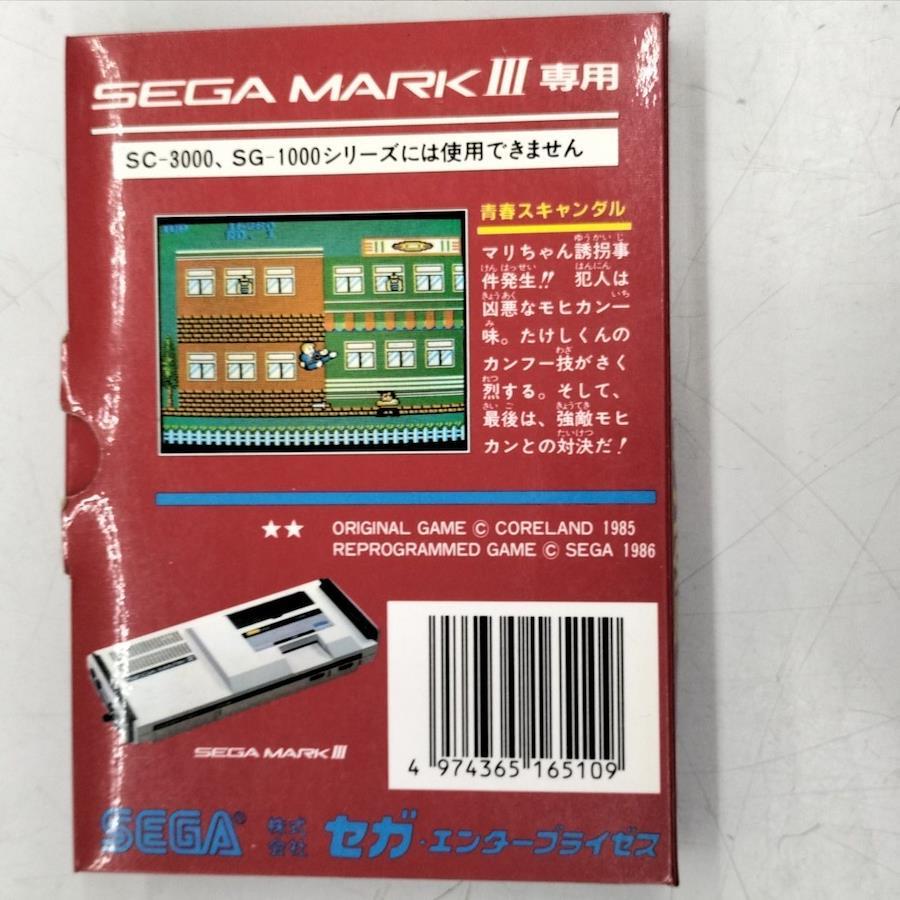 SEGA MARK III 専用
SC-3000、SG-1000シリーズには使用できません
青春スキャンダル
マリちゃん誘拐事
件発生!! 犯人は
凶悪なモヒカン一
味。たけしくんの
カンフー技がさく
烈する。そして、
最後は、強敵モヒ
カンとの対決だ!
★★ ORIGINAL GAME © CORELAND 1985
REPROGRAMMED GAME © SEGA 1986
SEGA MARK III
4 974365 165109
SEGA® 株式会社 セガ・エンタープライゼス